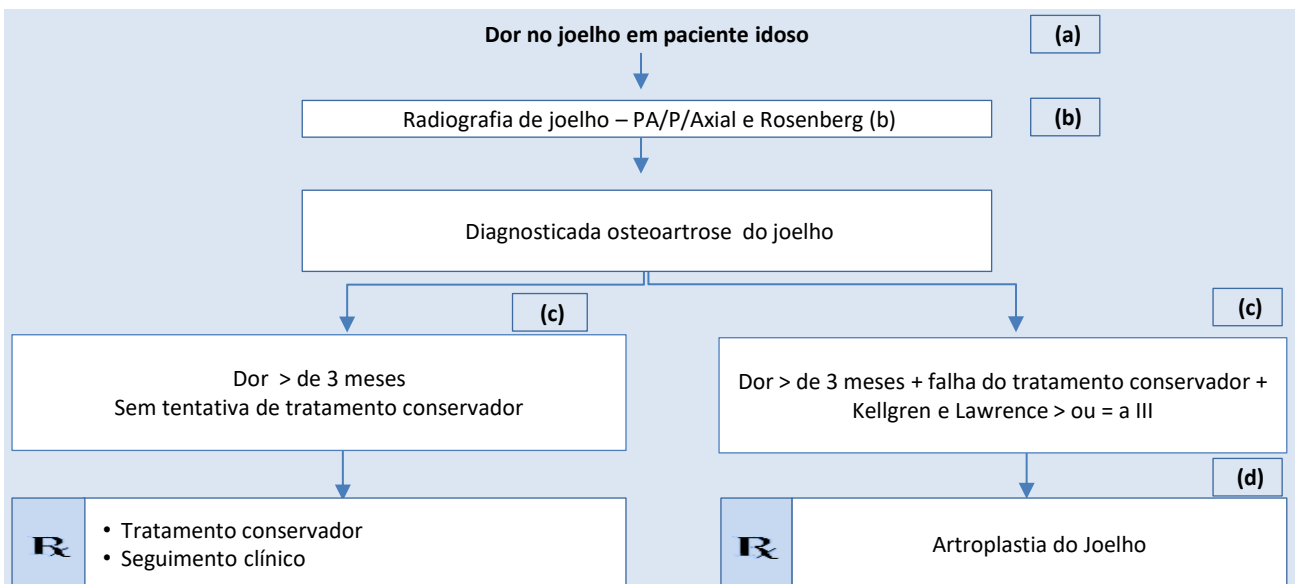 Dor no joelho em paciente idoso
(a)
Radiografia de joelho – PA/P/Axial e Rosenberg (b)
(b)
Diagnosticada osteoartrose do joelho
(c)
(c)
Dor > de 3 meses
Sem tentativa de tratamento conservador
Dor > de 3 meses + falha do tratamento conservador +
Kellgren e Lawrence > ou = a III
(d)
Rx
• Tratamento conservador
• Seguimento clínico
Rx
Artroplastia do Joelho